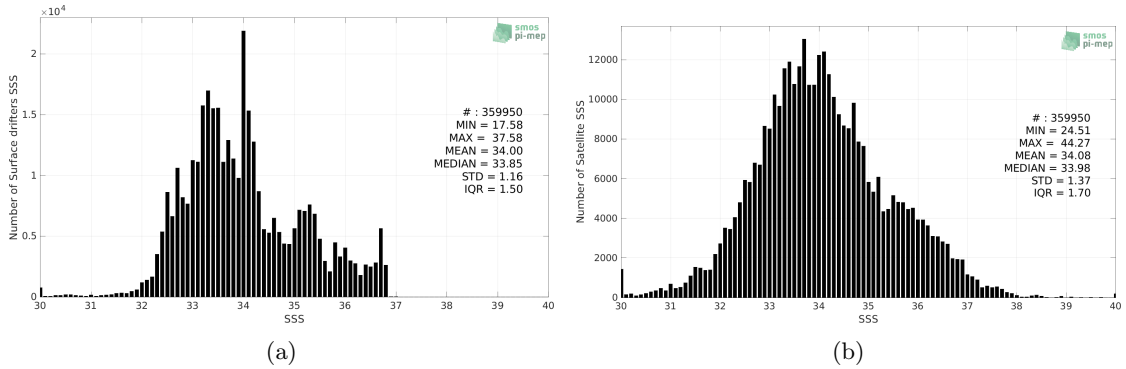 ×10⁴
2
1.5
1
0.5
0
Number of Surface drifters SSS
smos
pi-mep
# : 359950
MIN = 17.58
MAX = 37.58
MEAN = 34.00
MEDIAN = 33.85
STD = 1.16
IQR = 1.50
30 31 32 33 34 35 36 37 38 39 40
SSS
(a)
12000
10000
8000
6000
4000
2000
0
Number of Satellite SSS
smos
pi-mep
# : 359950
MIN = 24.51
MAX = 44.27
MEAN = 34.08
MEDIAN = 33.98
STD = 1.37
IQR = 1.70
30 31 32 33 34 35 36 37 38 39 40
SSS
(b)